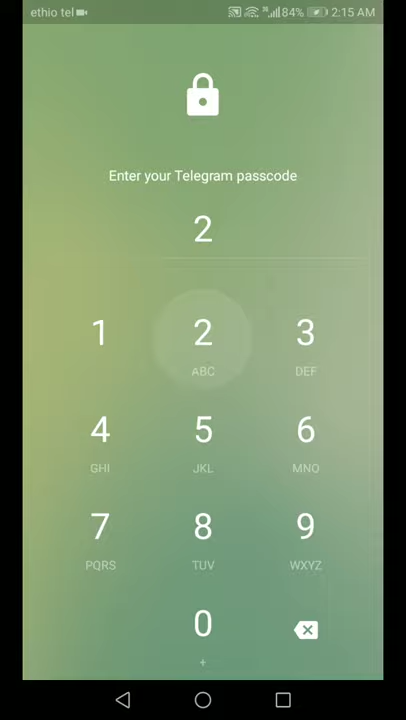 ethio tel 3G 84% 2:15 AM
Enter your Telegram passcode
2
1 2 3
ABC DEF
4 5 6
GHI JKL MNO
7 8 9
PQRS TUV WXYZ
0
+